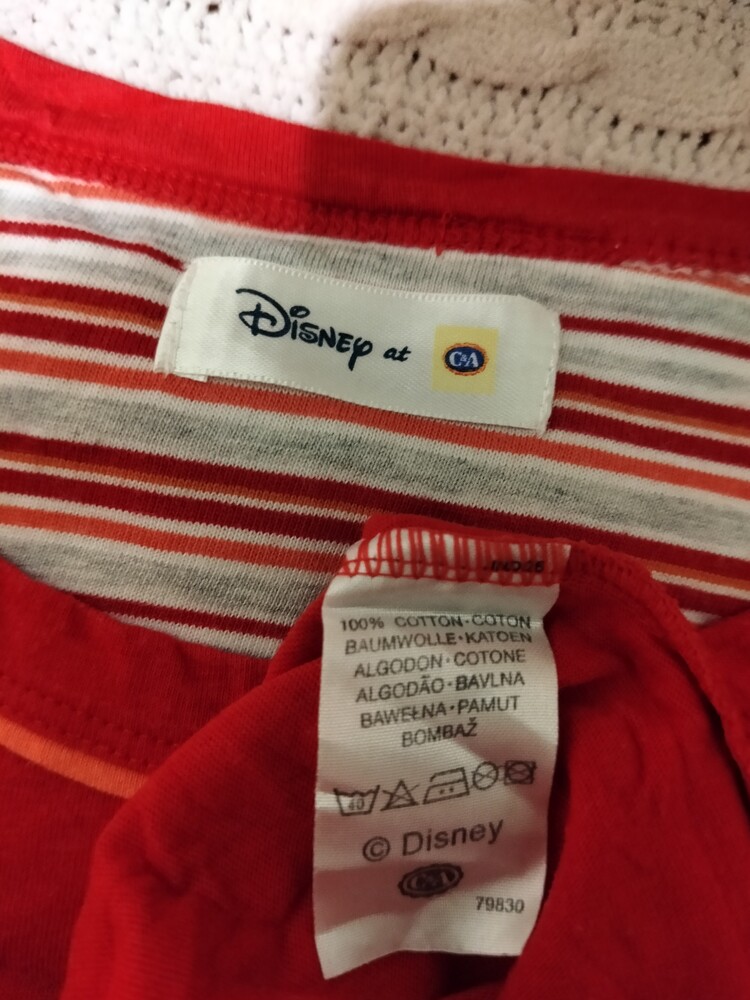 Disney at C&A
100% COTTON·COTON
BAUMWOLLE·KATOEN
ALGODON·COTONE
ALGODÃO·BAVLNA
BAWEŁNA·PAMUT
BOMBAŽ
40
© Disney
C&A
79830